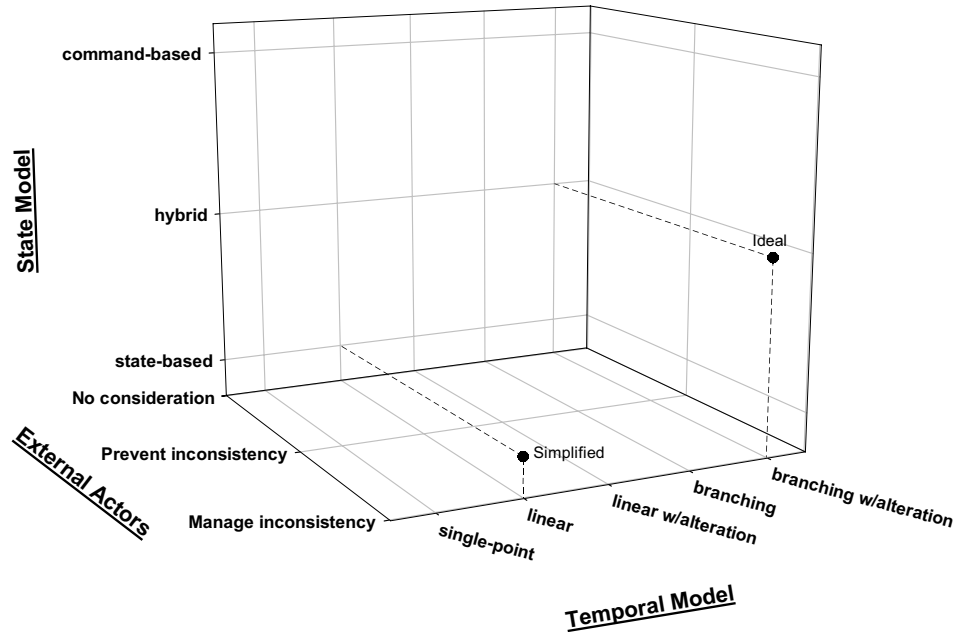 command-based
State Model
hybrid
Ideal
state-based
No consideration
External Actors
Prevent inconsistency
Simplified
Manage inconsistency
single-point
linear
linear w/alteration
branching
branching w/alteration
Temporal Model